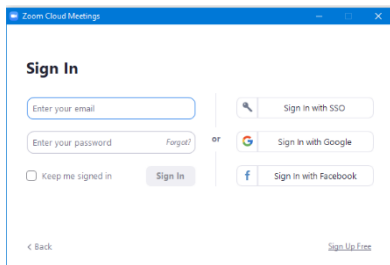 Zoom Cloud Meetings
Sign In
Enter your email
Enter your password Forgot?
Keep me signed in Sign In
or
Sign In with SSO
Sign In with Google
Sign In with Facebook
< Back
Sign Up Free